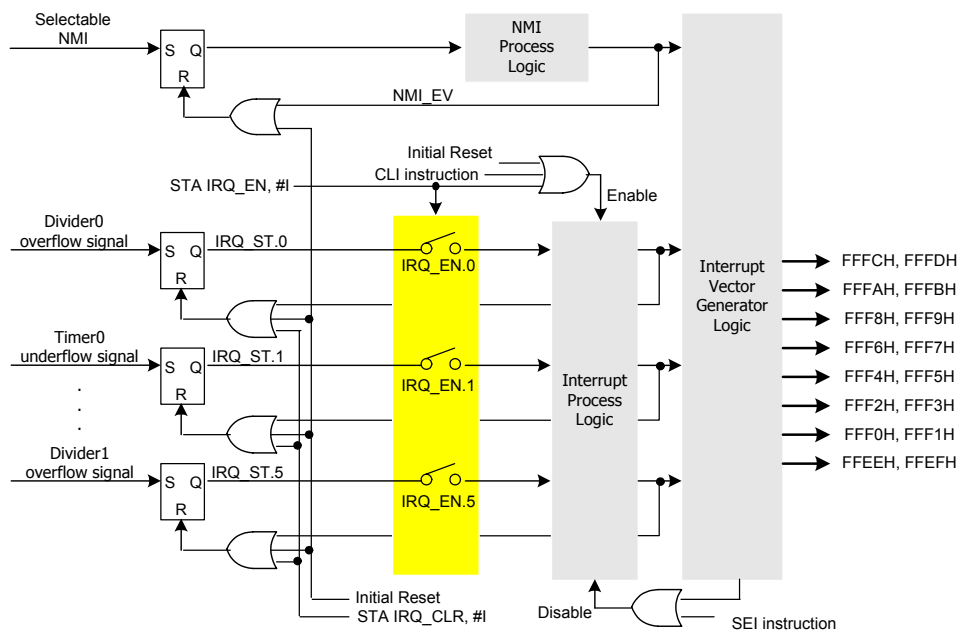 Selectable
NMI
S Q
R
NMI
Process
Logic
NMI_EV
Initial Reset
CLI instruction
STA IRQ_EN, #I
Enable
Divider0
overflow signal
S Q
R
IRQ_ST.0
IRQ_EN.0
Timer0
underflow signal
.
.
.
S Q
R
IRQ_ST.1
IRQ_EN.1
Divider1
overflow signal
S Q
R
IRQ_ST.5
IRQ_EN.5
Interrupt
Process
Logic
Interrupt
Vector
Generator
Logic
FFFCH, FFFDH
FFFAH, FFFBH
FFF8H, FFF9H
FFF6H, FFF7H
FFF4H, FFF5H
FFF2H, FFF3H
FFF0H, FFF1H
FFEEH, FFEFH
Initial Reset
STA IRQ_CLR, #I
Disable
SEI instruction